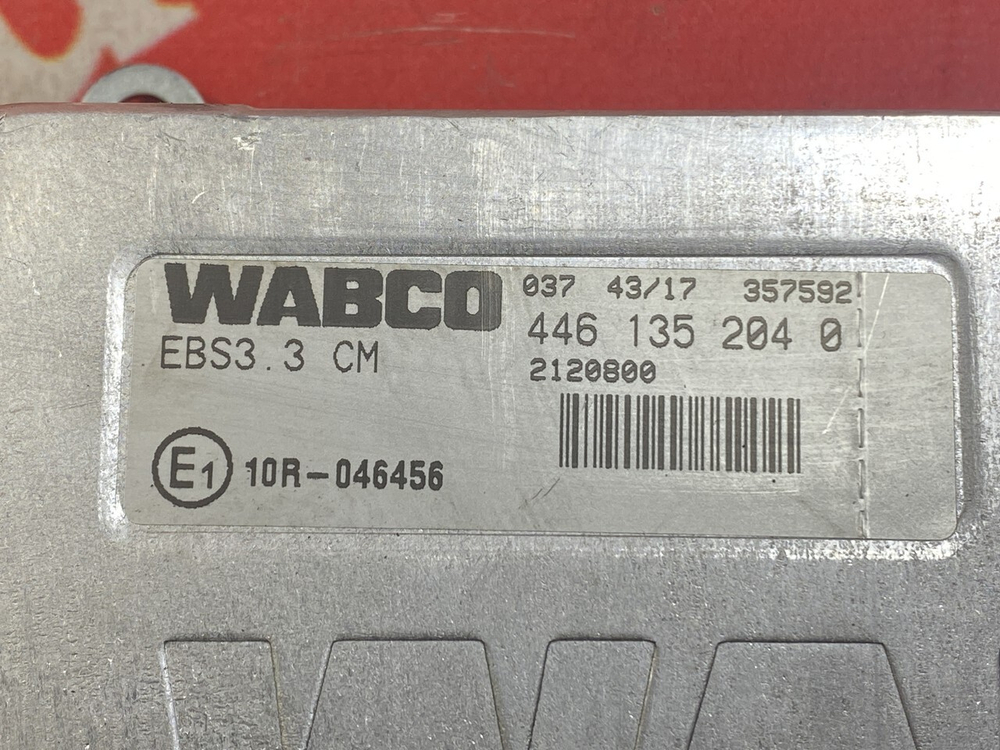 WABCO
EBS3.3 CM
037 43/17 357592
446 135 204 0
2120800
E1 10R-046456